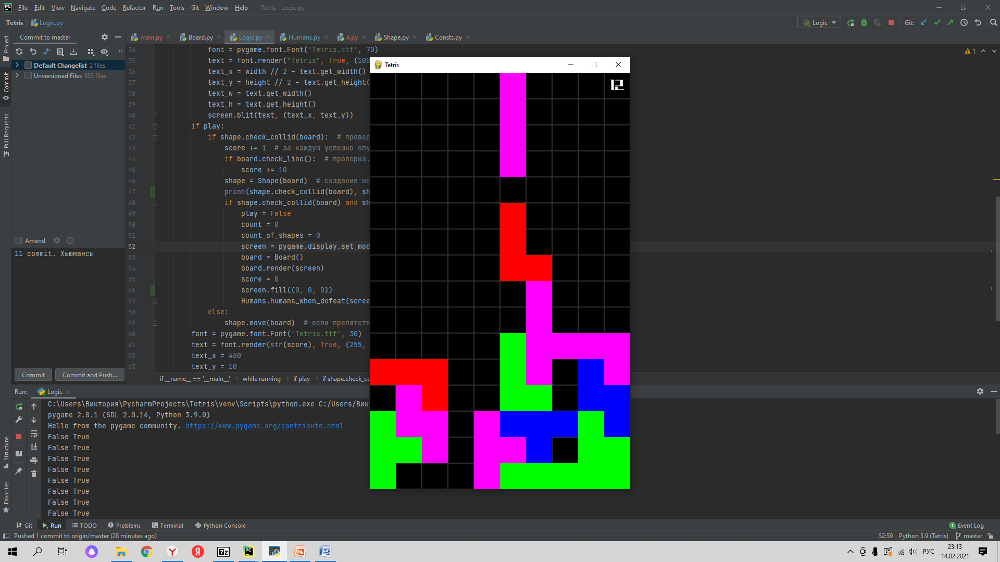 File Edit View Navigate Code Refactor Run Tools Git Window Help Tetris - Logic.py
Tetris Logic.py Logic Git:
Commit to master
main.py Board.py Logic.py Humans.py 4.py Shape.py Consts.py
Project
Commit
Pull Requests
Structure
Favorites
Default Changelist 2 files
Unversioned Files 953 files
Amend
11 commit. Хьюмансы
Commit Commit and Push...
1
34 font = pygame.font.Font('Tetris.ttf', 70)
35 text = font.render("Tetris", True, (100
36 text_x = width // 2 - text.get_width()
37 text_y = height // 2 - text.get_height(
38 text_w = text.get_width()
39 text_h = text.get_height()
40 screen.blit(text, (text_x, text_y))
41 if play:
42 if shape.check_collid(board): # провер
43 score += 1 # за каждую успешно опу
44 if board.check_line(): # проверка.
45 score += 10
46 shape = Shape(board) # создание но
47 print(shape.check_collid(board), sh
48 if shape.check_collid(board) and sh
49 play = False
50 count = 0
51 count_of_shapes = 0
52 screen = pygame.display.set_mod
53 board = Board()
54 board.render(screen)
55 score = 0
56 screen.fill((0, 0, 0))
57 Humans.humans_when_defeat(scree
58 else:
59 shape.move(board) # если препятств
60 font = pygame.font.Font('Tetris.ttf', 30)
61 text = font.render(str(score), True, (255,
62 text_x = 460
63 text_y = 10
if __name__ == '__main__' while running if play if shape.check_co
Tetris
12
Run: Logic
C:\Users\Виктория\PycharmProjects\Tetris\venv\Scripts\python.exe C:/Users/Вик
pygame 2.0.1 (SDL 2.0.14, Python 3.9.0)
Hello from the pygame community. https://www.pygame.org/contribute.html
False True
False True
False True
False True
False True
False True
False True
False True
Git Run TODO Problems Terminal Python Console 1 Event Log
Pushed 1 commit to origin/master (28 minutes ago) 52:59 Python 3.9 (Tetris) master
РУС 23:13
14.02.2021